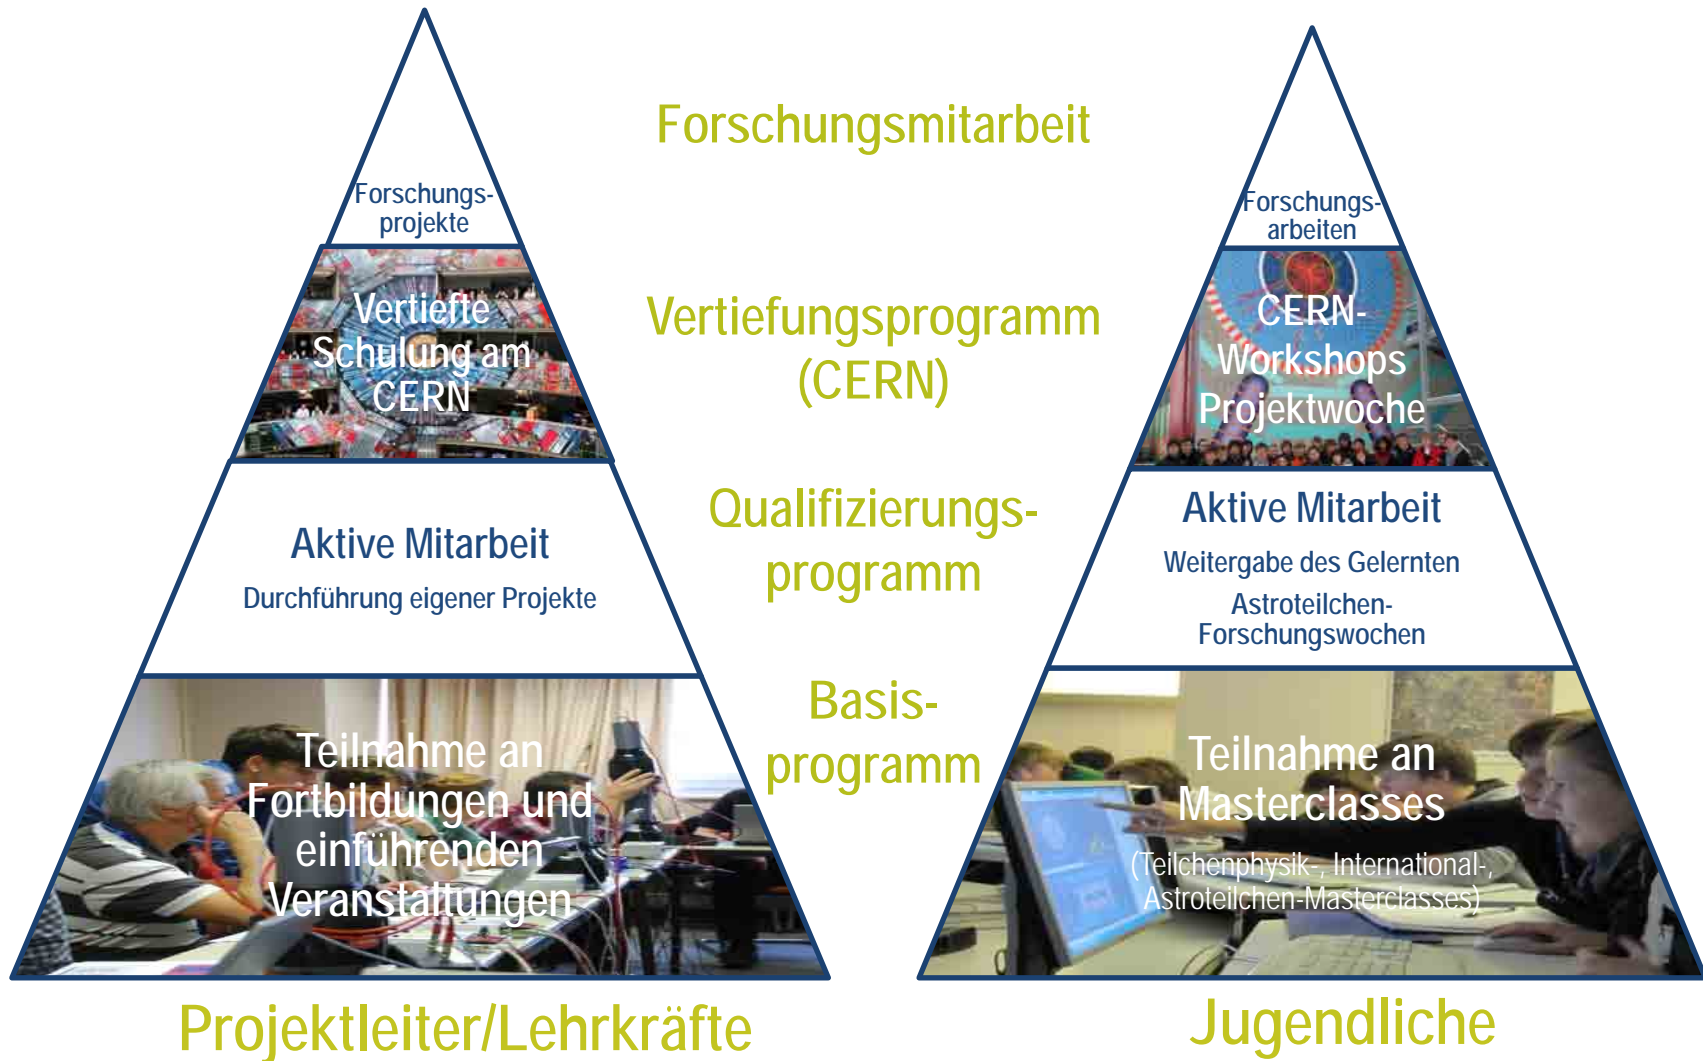 Forschungsmitarbeit
Forschungs-
projekte
Forschungs-
arbeiten
Vertiefte
Schulung am
CERN
Vertiefungsprogramm
(CERN)
CERN-
Workshops
Projektwoche
Aktive Mitarbeit
Durchführung eigener Projekte
Qualifizierungs-
programm
Aktive Mitarbeit
Weitergabe des Gelernten
Astroteilchen-
Forschungswochen
Teilnahme an
Fortbildungen und
einführenden
Veranstaltungen
Basis-
programm
Teilnahme an
Masterclasses
(Teilchenphysik-, International-,
Astroteilchen-Masterclasses)
Projektleiter/Lehrkräfte
Jugendliche